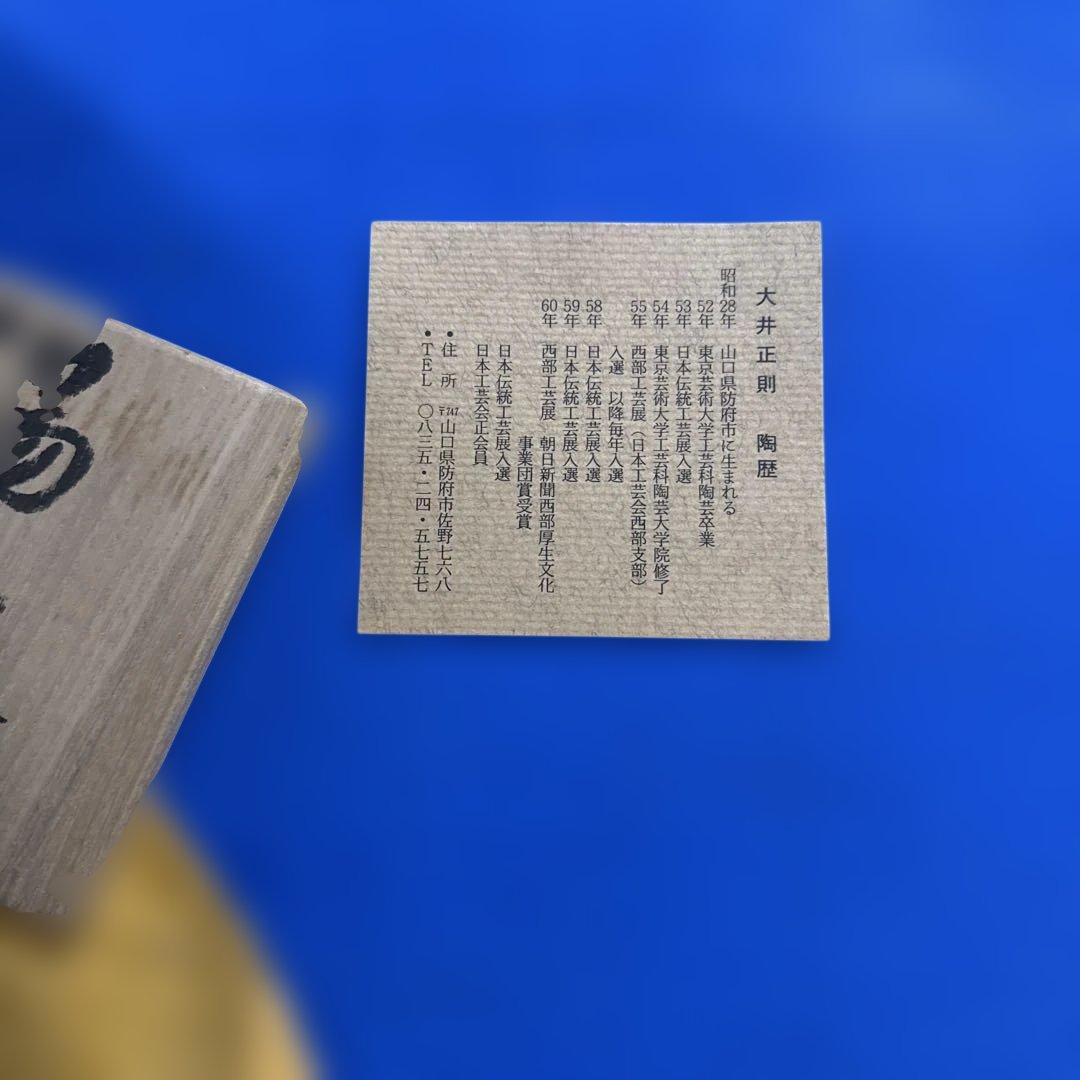 大井正則　陶歴
昭和28年　山口県防府市に生まれる
52年　東京芸術大学工芸科陶芸卒業
53年　日本伝統工芸展入選
54年　東京芸術大学工芸科陶芸大学院修了
55年　西部工芸展（日本工芸会西部支部）
入選　以降毎年入選
58年　日本伝統工芸展入選
59年　日本伝統工芸展入選
60年　西部工芸展　朝日新聞西部厚生文化
事業団賞受賞
日本伝統工芸展入選
日本工芸会正会員
•住　所　〒747山口県防府市佐野七六八
•TEL　〇八三五・二四・五七五七